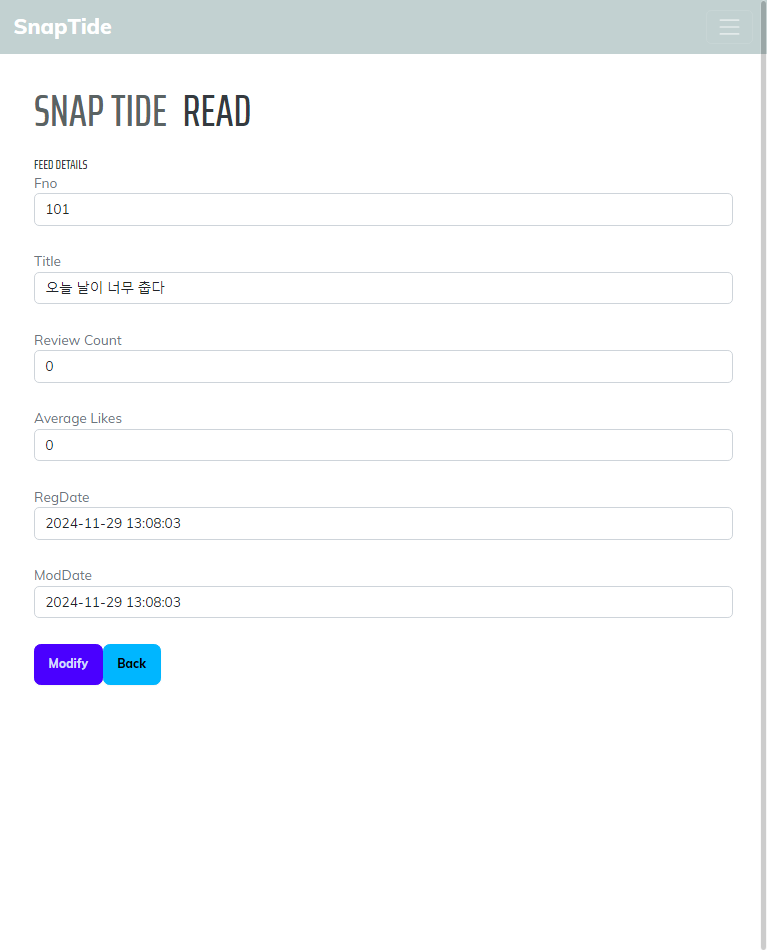 SnapTide
SNAP TIDE READ
FEED DETAILS
Fno
101
Title
오늘 날이 너무 춥다
Review Count
0
Average Likes
0
RegDate
2024-11-29 13:08:03
ModDate
2024-11-29 13:08:03
Modify Back